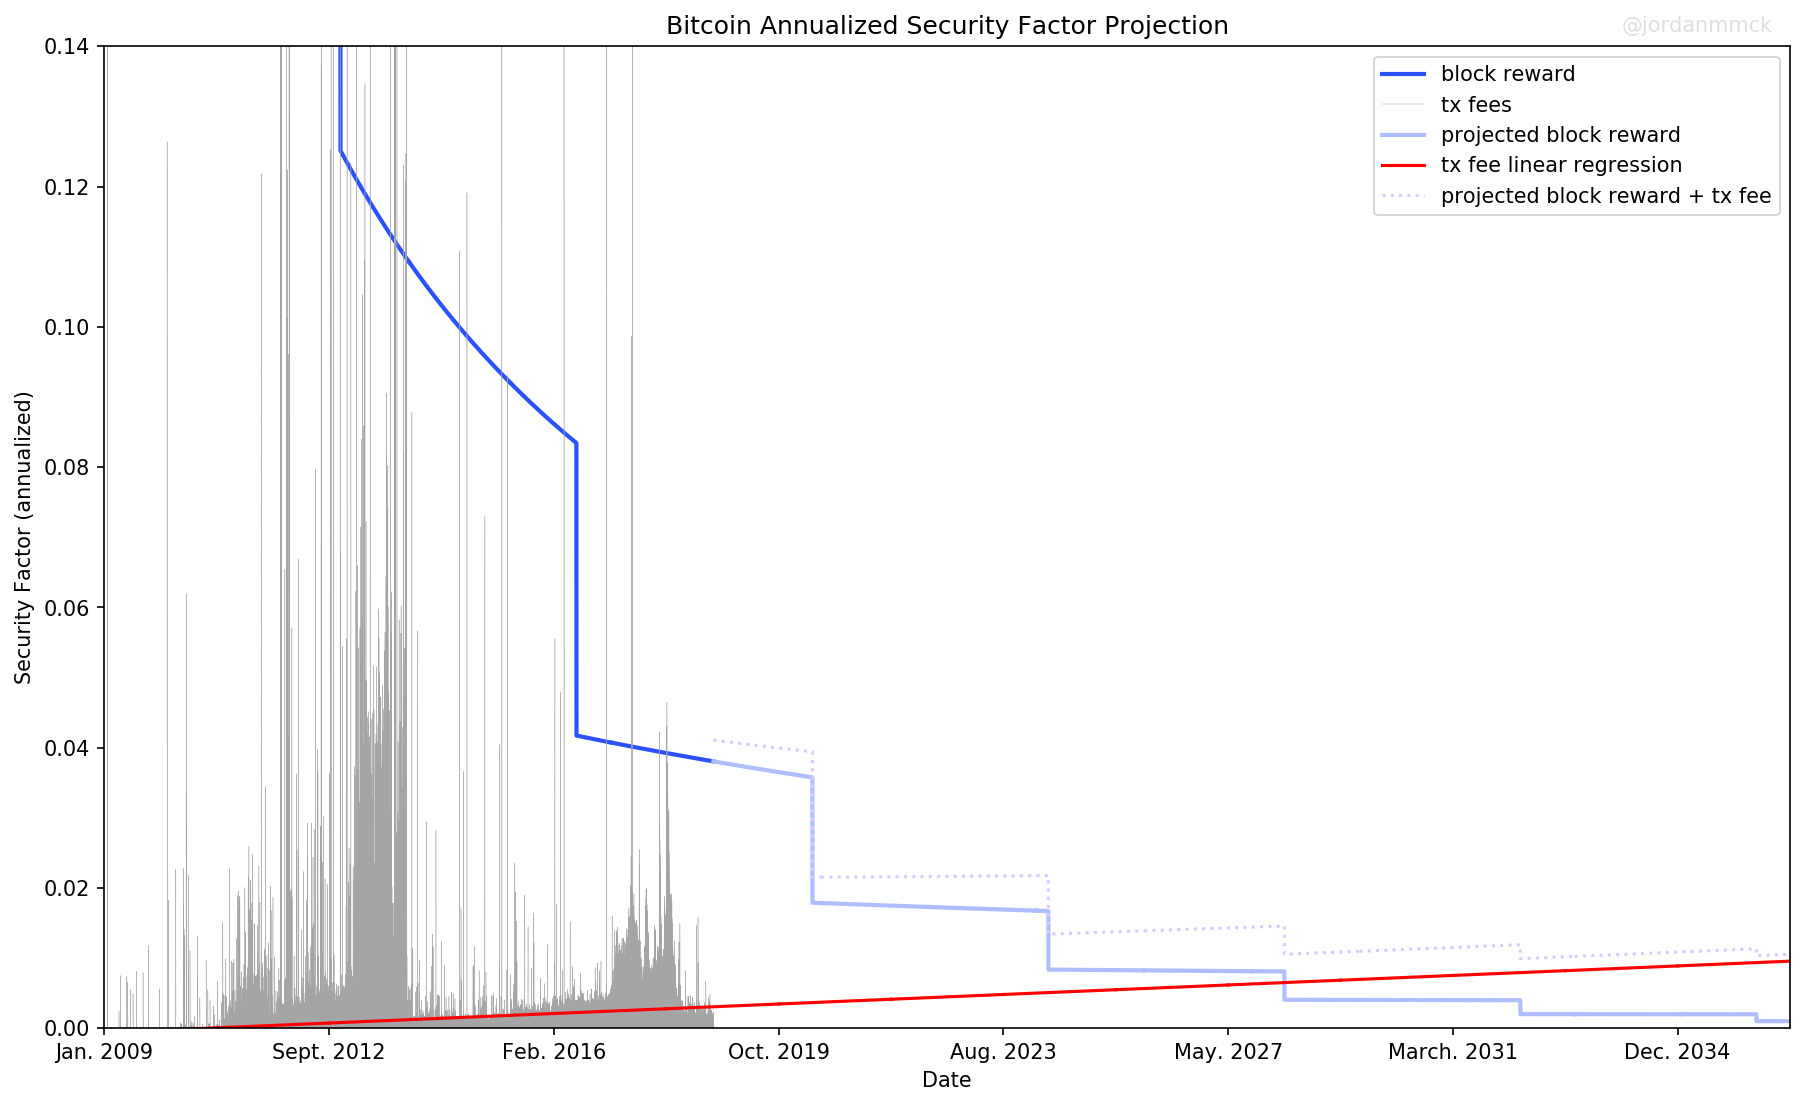 Bitcoin Annualized Security Factor Projection
@jordanmmck
block reward
tx fees
projected block reward
tx fee linear regression
projected block reward + tx fee
Security Factor (annualized)
0.14
0.12
0.10
0.08
0.06
0.04
0.02
0.00
Jan. 2009
Sept. 2012
Feb. 2016
Oct. 2019
Aug. 2023
May. 2027
March. 2031
Dec. 2034
Date